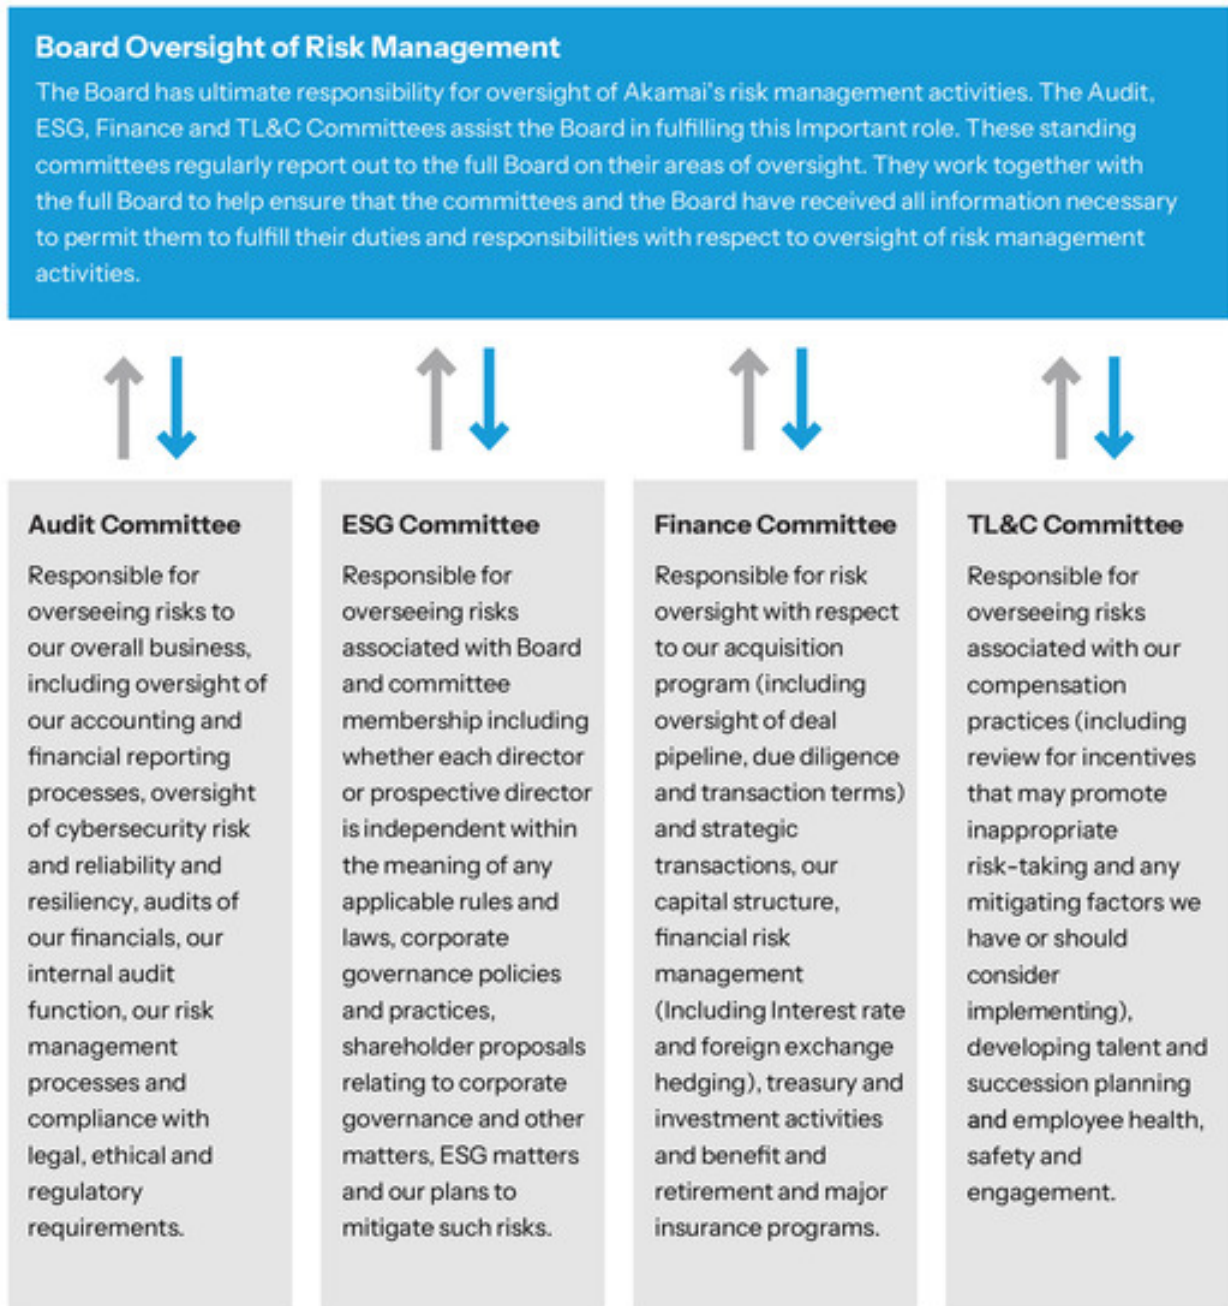 Board Oversight of Risk Management
The Board has ultimate responsibility for oversight of Akamai's risk management activities. The Audit,
ESG, Finance and TL&C Committees assist the Board in fulfilling this Important role. These standing
committees regularly report out to the full Board on their areas of oversight. They work together with
the full Board to help ensure that the committees and the Board have received all information necessary
to permit them to fulfill their duties and responsibilities with respect to oversight of risk management
activities.
Audit Committee
Responsible for
overseeing risks to
our overall business,
including oversight of
our accounting and
financial reporting
processes, oversight
of cybersecurity risk
and reliability and
resiliency, audits of
our financials, our
internal audit
function, our risk
management
processes and
compliance with
legal, ethical and
regulatory
requirements.
ESG Committee
Responsible for
overseeing risks
associated with Board
and committee
membership including
whether each director
or prospective director
is independent within
the meaning of any
applicable rules and
laws, corporate
governance policies
and practices,
shareholder proposals
relating to corporate
governance and other
matters, ESG matters
and our plans to
mitigate such risks.
Finance Committee
Responsible for risk
oversight with respect
to our acquisition
program (including
oversight of deal
pipeline, due diligence
and transaction terms)
and strategic
transactions, our
capital structure,
financial risk
management
(Including Interest rate
and foreign exchange
hedging), treasury and
investment activities
and benefit and
retirement and major
insurance programs.
TL&C Committee
Responsible for
overseeing risks
associated with our
compensation
practices (including
review for incentives
that may promote
inappropriate
risk-taking and any
mitigating factors we
have or should
consider
implementing),
developing talent and
succession planning
and employee health,
safety and
engagement.